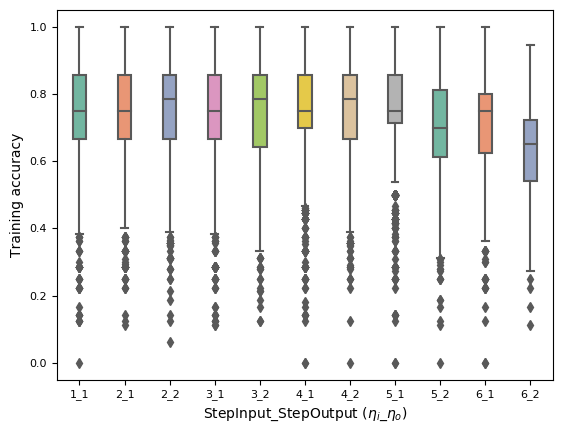 1.0
0.8
0.6
0.4
0.2
0.0
Training accuracy
1_1 2_1 2_2 3_1 3_2 4_1 4_2 5_1 5_2 6_1 6_2
StepInput_StepOutput (η_i_η_o)